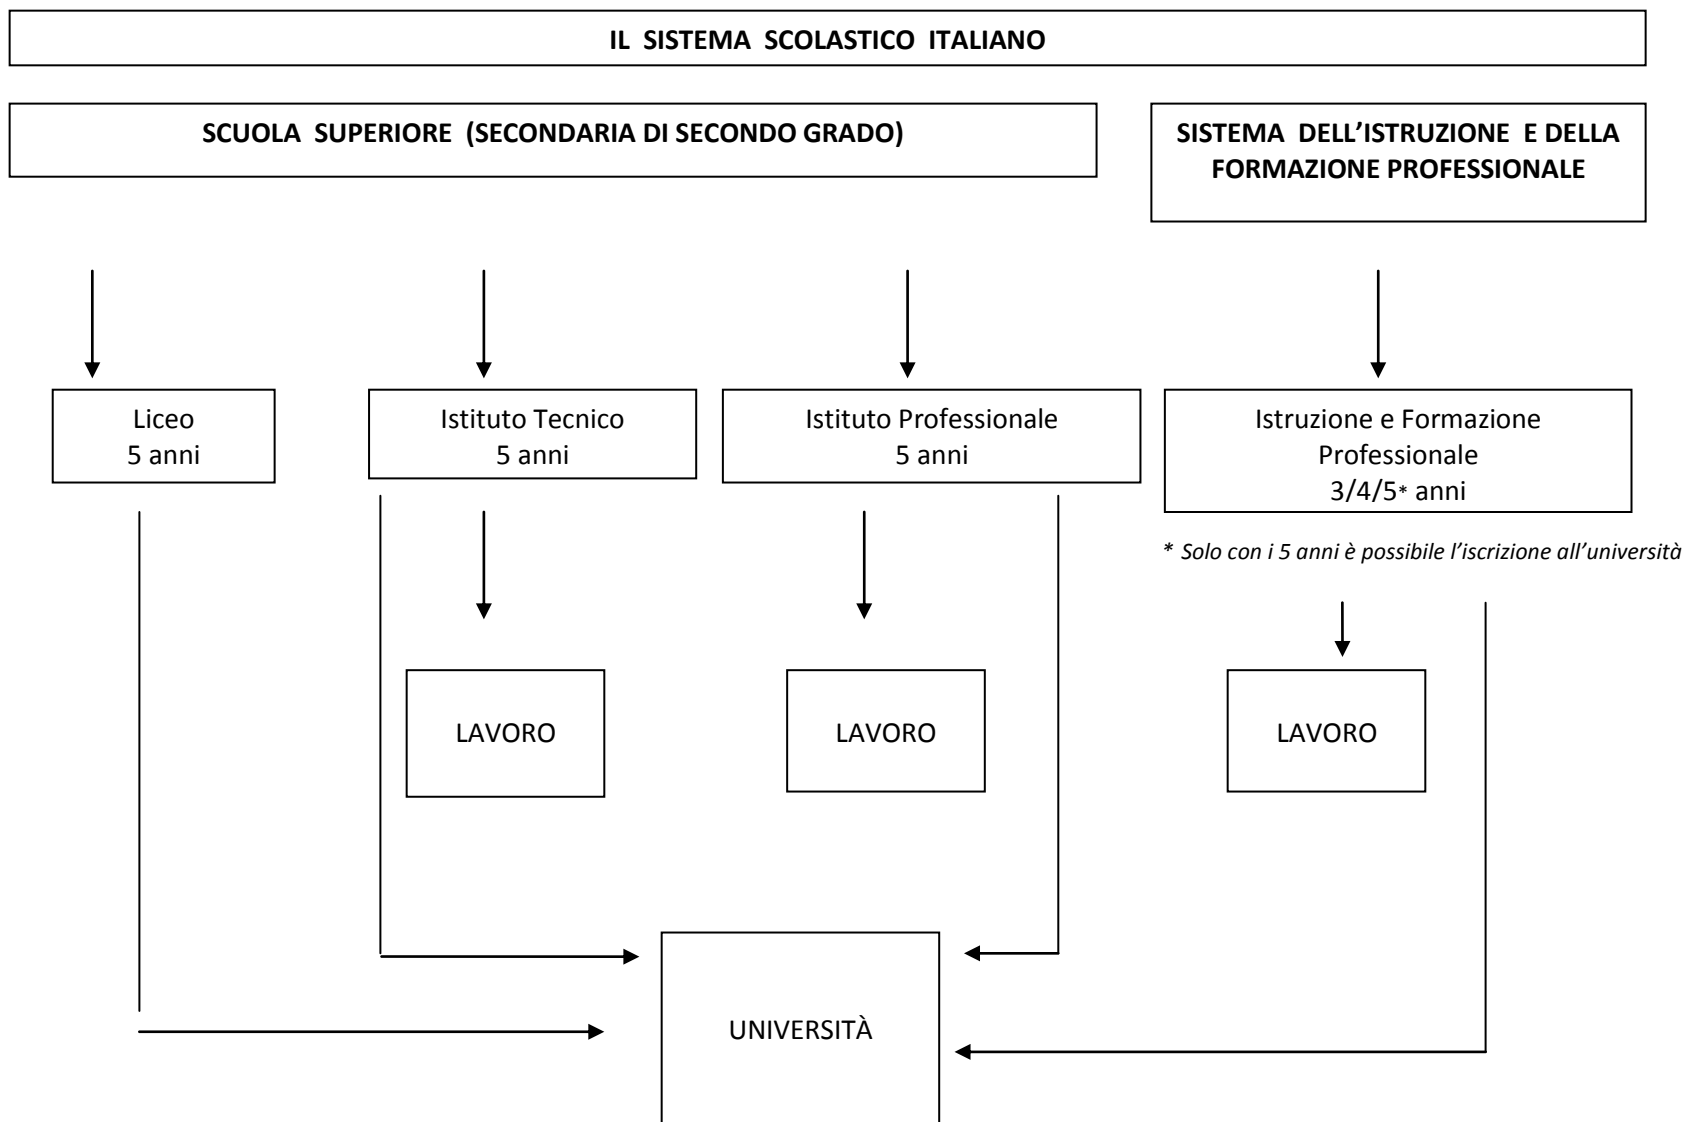 IL SISTEMA SCOLASTICO ITALIANO
SCUOLA SUPERIORE (SECONDARIA DI SECONDO GRADO)
SISTEMA DELL’ISTRUZIONE E DELLA
FORMAZIONE PROFESSIONALE
Liceo
5 anni
Istituto Tecnico
5 anni
Istituto Professionale
5 anni
Istruzione e Formazione
Professionale
3/4/5* anni
* Solo con i 5 anni è possibile l’iscrizione all’università
LAVORO
LAVORO
LAVORO
UNIVERSITÀ